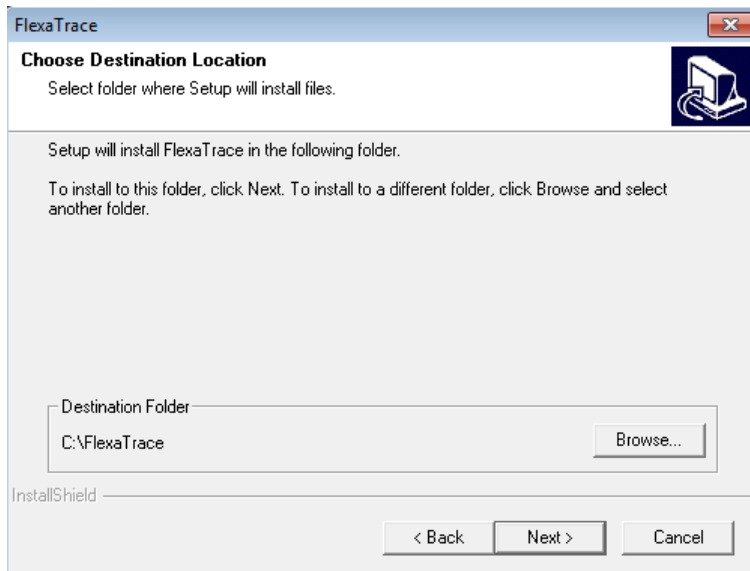 FlexaTrace
Choose Destination Location
Select folder where Setup will install files.
Setup will install FlexaTrace in the following folder.
To install to this folder, click Next. To install to a different folder, click Browse and select
another folder.
Destination Folder
C:\FlexaTrace
Browse...
InstallShield
< Back
Next >
Cancel